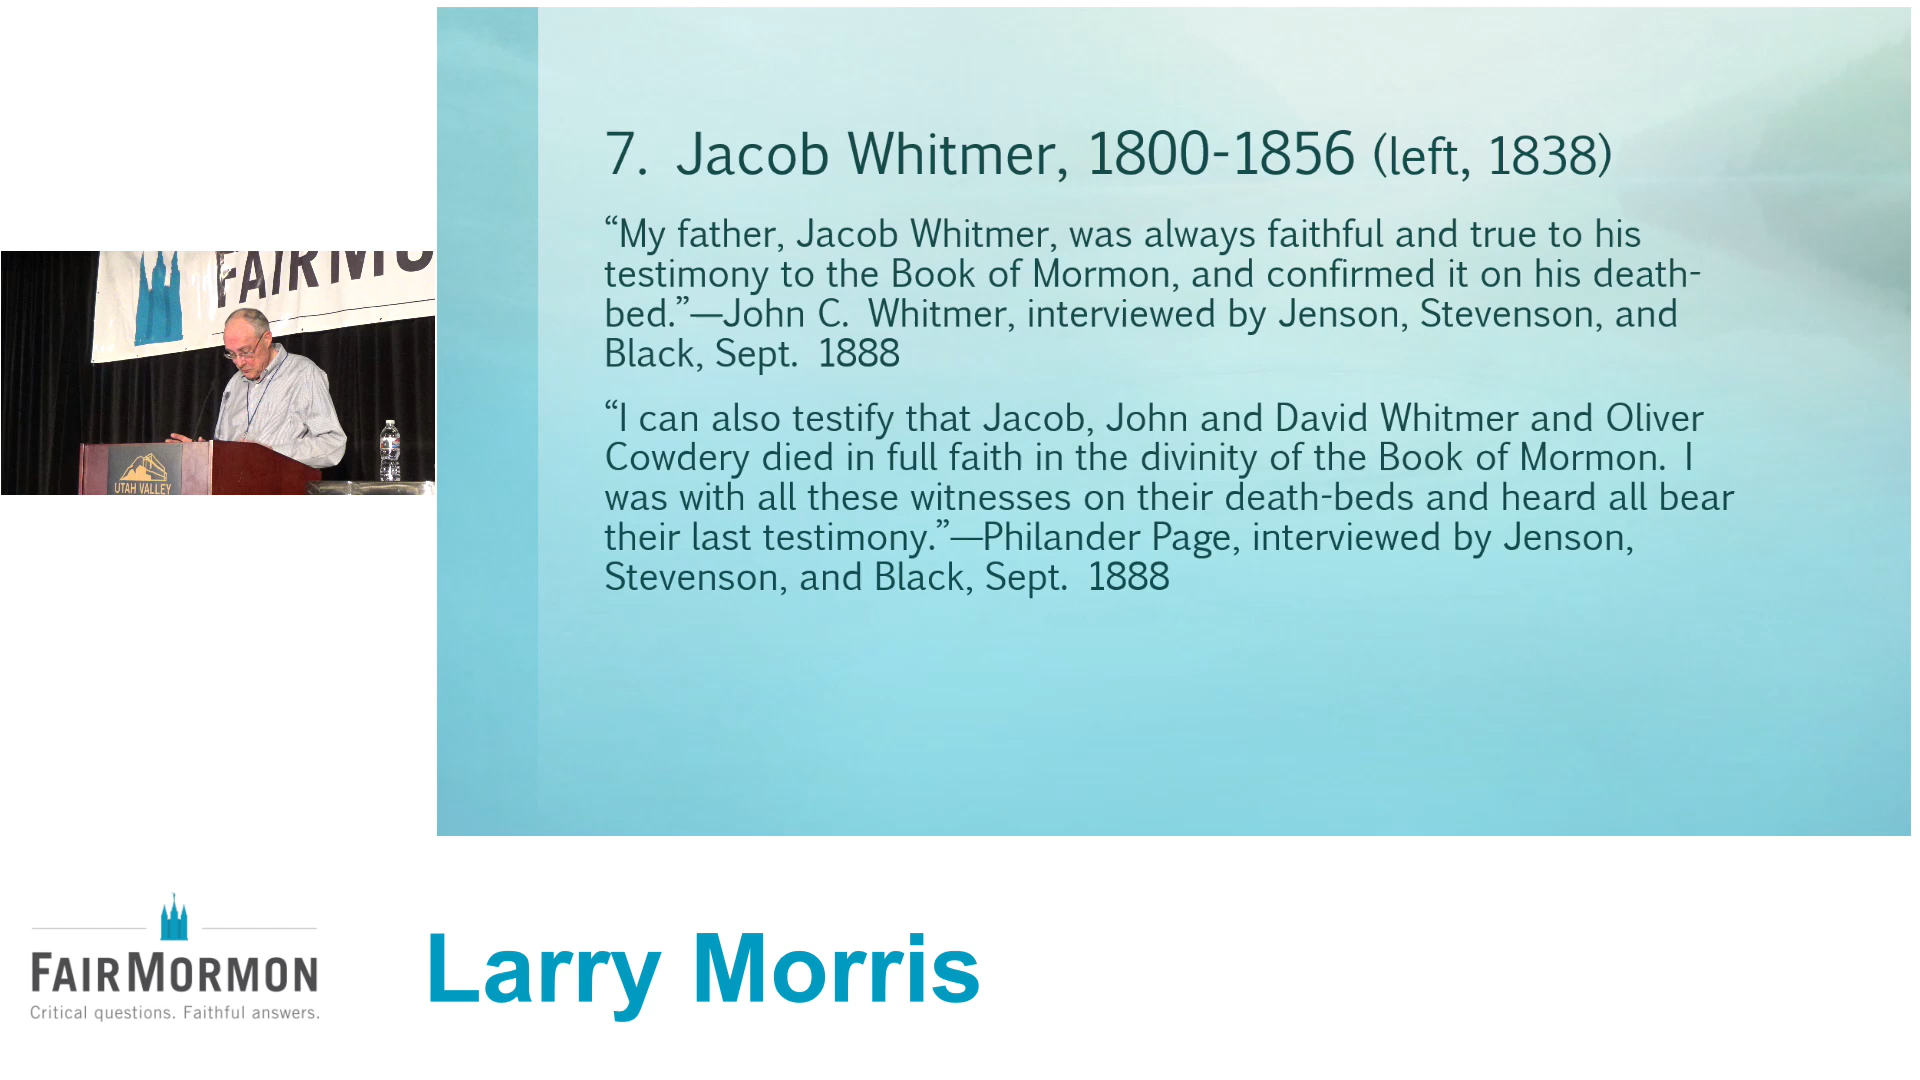 7. Jacob Whitmer, 1800-1856 (left, 1838)
“My father, Jacob Whitmer, was always faithful and true to his
testimony to the Book of Mormon, and confirmed it on his death-
bed.”—John C. Whitmer, interviewed by Jenson, Stevenson, and
Black, Sept. 1888
“I can also testify that Jacob, John and David Whitmer and Oliver
Cowdery died in full faith in the divinity of the Book of Mormon. I
was with all these witnesses on their death-beds and heard all bear
their last testimony.”—Philander Page, interviewed by Jenson,
Stevenson, and Black, Sept. 1888
FAIRMO
UTAH VALLEY
FAIRMORMON
Critical questions. Faithful answers.
Larry Morris